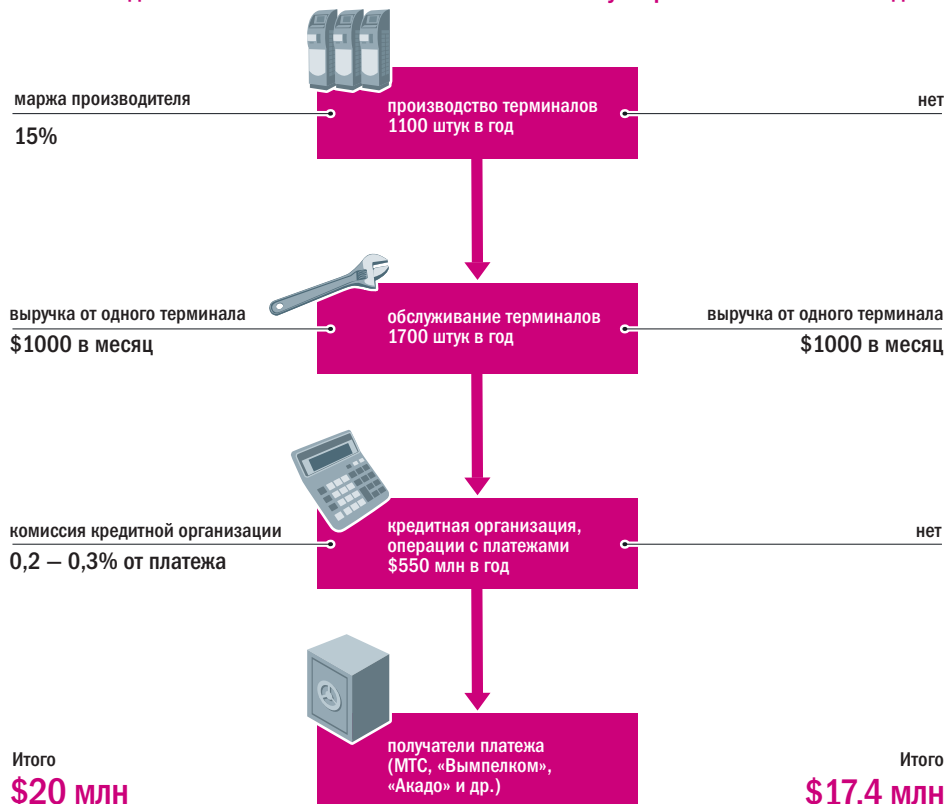 маржа производителя
15%
производство терминалов
1100 штук в год
нет
выручка от одного терминала
$1000 в месяц
обслуживание терминалов
1700 штук в год
выручка от одного терминала
$1000 в месяц
комиссия кредитной организации
0,2 — 0,3% от платежа
кредитная организация,
операции с платежами
$550 млн в год
нет
получатели платежа
(МТС, «Вымпелком»,
«Акадо» и др.)
Итого
$20 млн
Итого
$17.4 млн